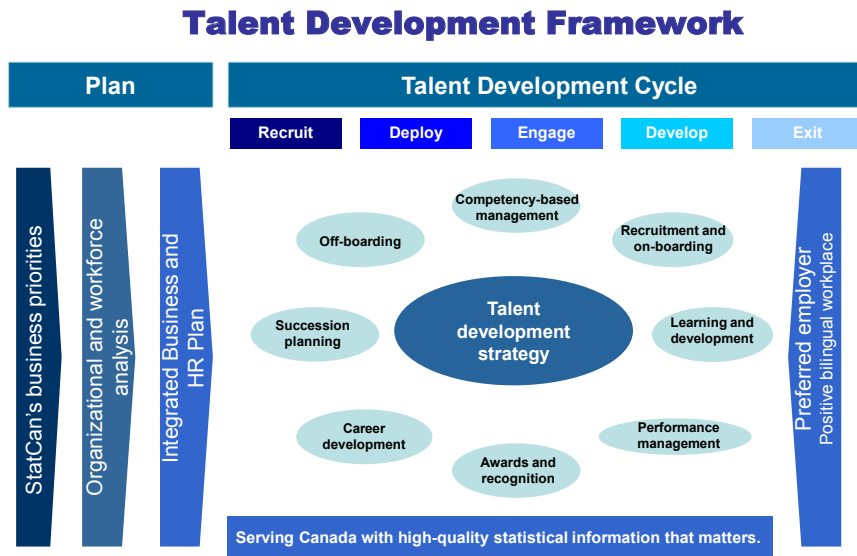 Talent Development Framework
Plan
Talent Development Cycle
Recruit
Deploy
Engage
Develop
Exit
StatCan's business priorities
Organizational and workforce
analysis
Integrated Business and
HR Plan
Competency-based
management
Off-boarding
Recruitment and
on-boarding
Talent
development
strategy
Succession
planning
Learning and
development
Career
development
Performance
management
Awards and
recognition
Preferred employer
Positive bilingual workplace
Serving Canada with high-quality statistical information that matters.